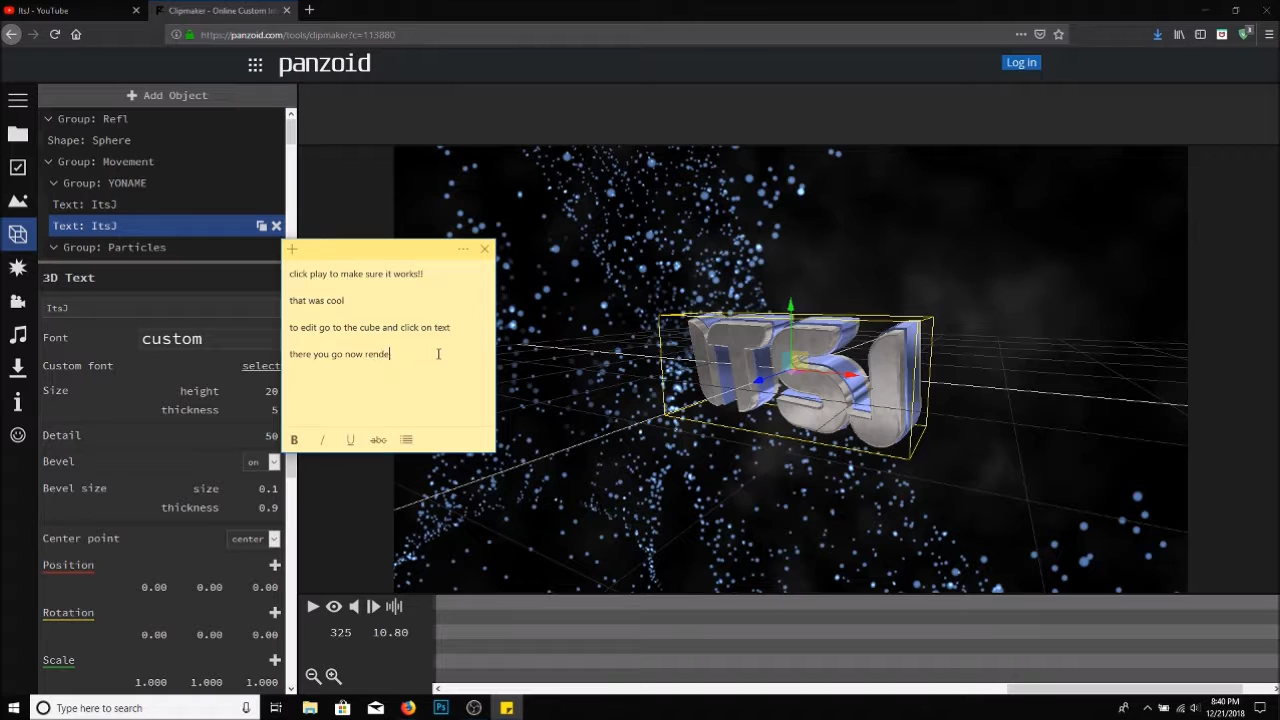 ItsJ - YouTube
Clipmaker - Online Custom In
https://panzoid.com/tools/clipmaker?c=113880
panzoid
Log in
Add Object
Group: Refl
Shape: Sphere
Group: Movement
Group: YONAME
Text: ItsJ
Text: ItsJ
Group: Particles
3D Text
ItsJ
Font custom
Custom font select
Size height 20
thickness 5
Detail 50
Bevel on
Bevel size size 0.1
thickness 0.9
Center point center
Position
0.00 0.00 0.00
Rotation
0.00 0.00 0.00
Scale
1.000 1.000 1.000
click play to make sure it works!!
that was cool
to edit go to the cube and click on text
there you go now rende
B / U abc
ITSJ
325 10.80
Type here to search
8:40 PM
12/21/2018